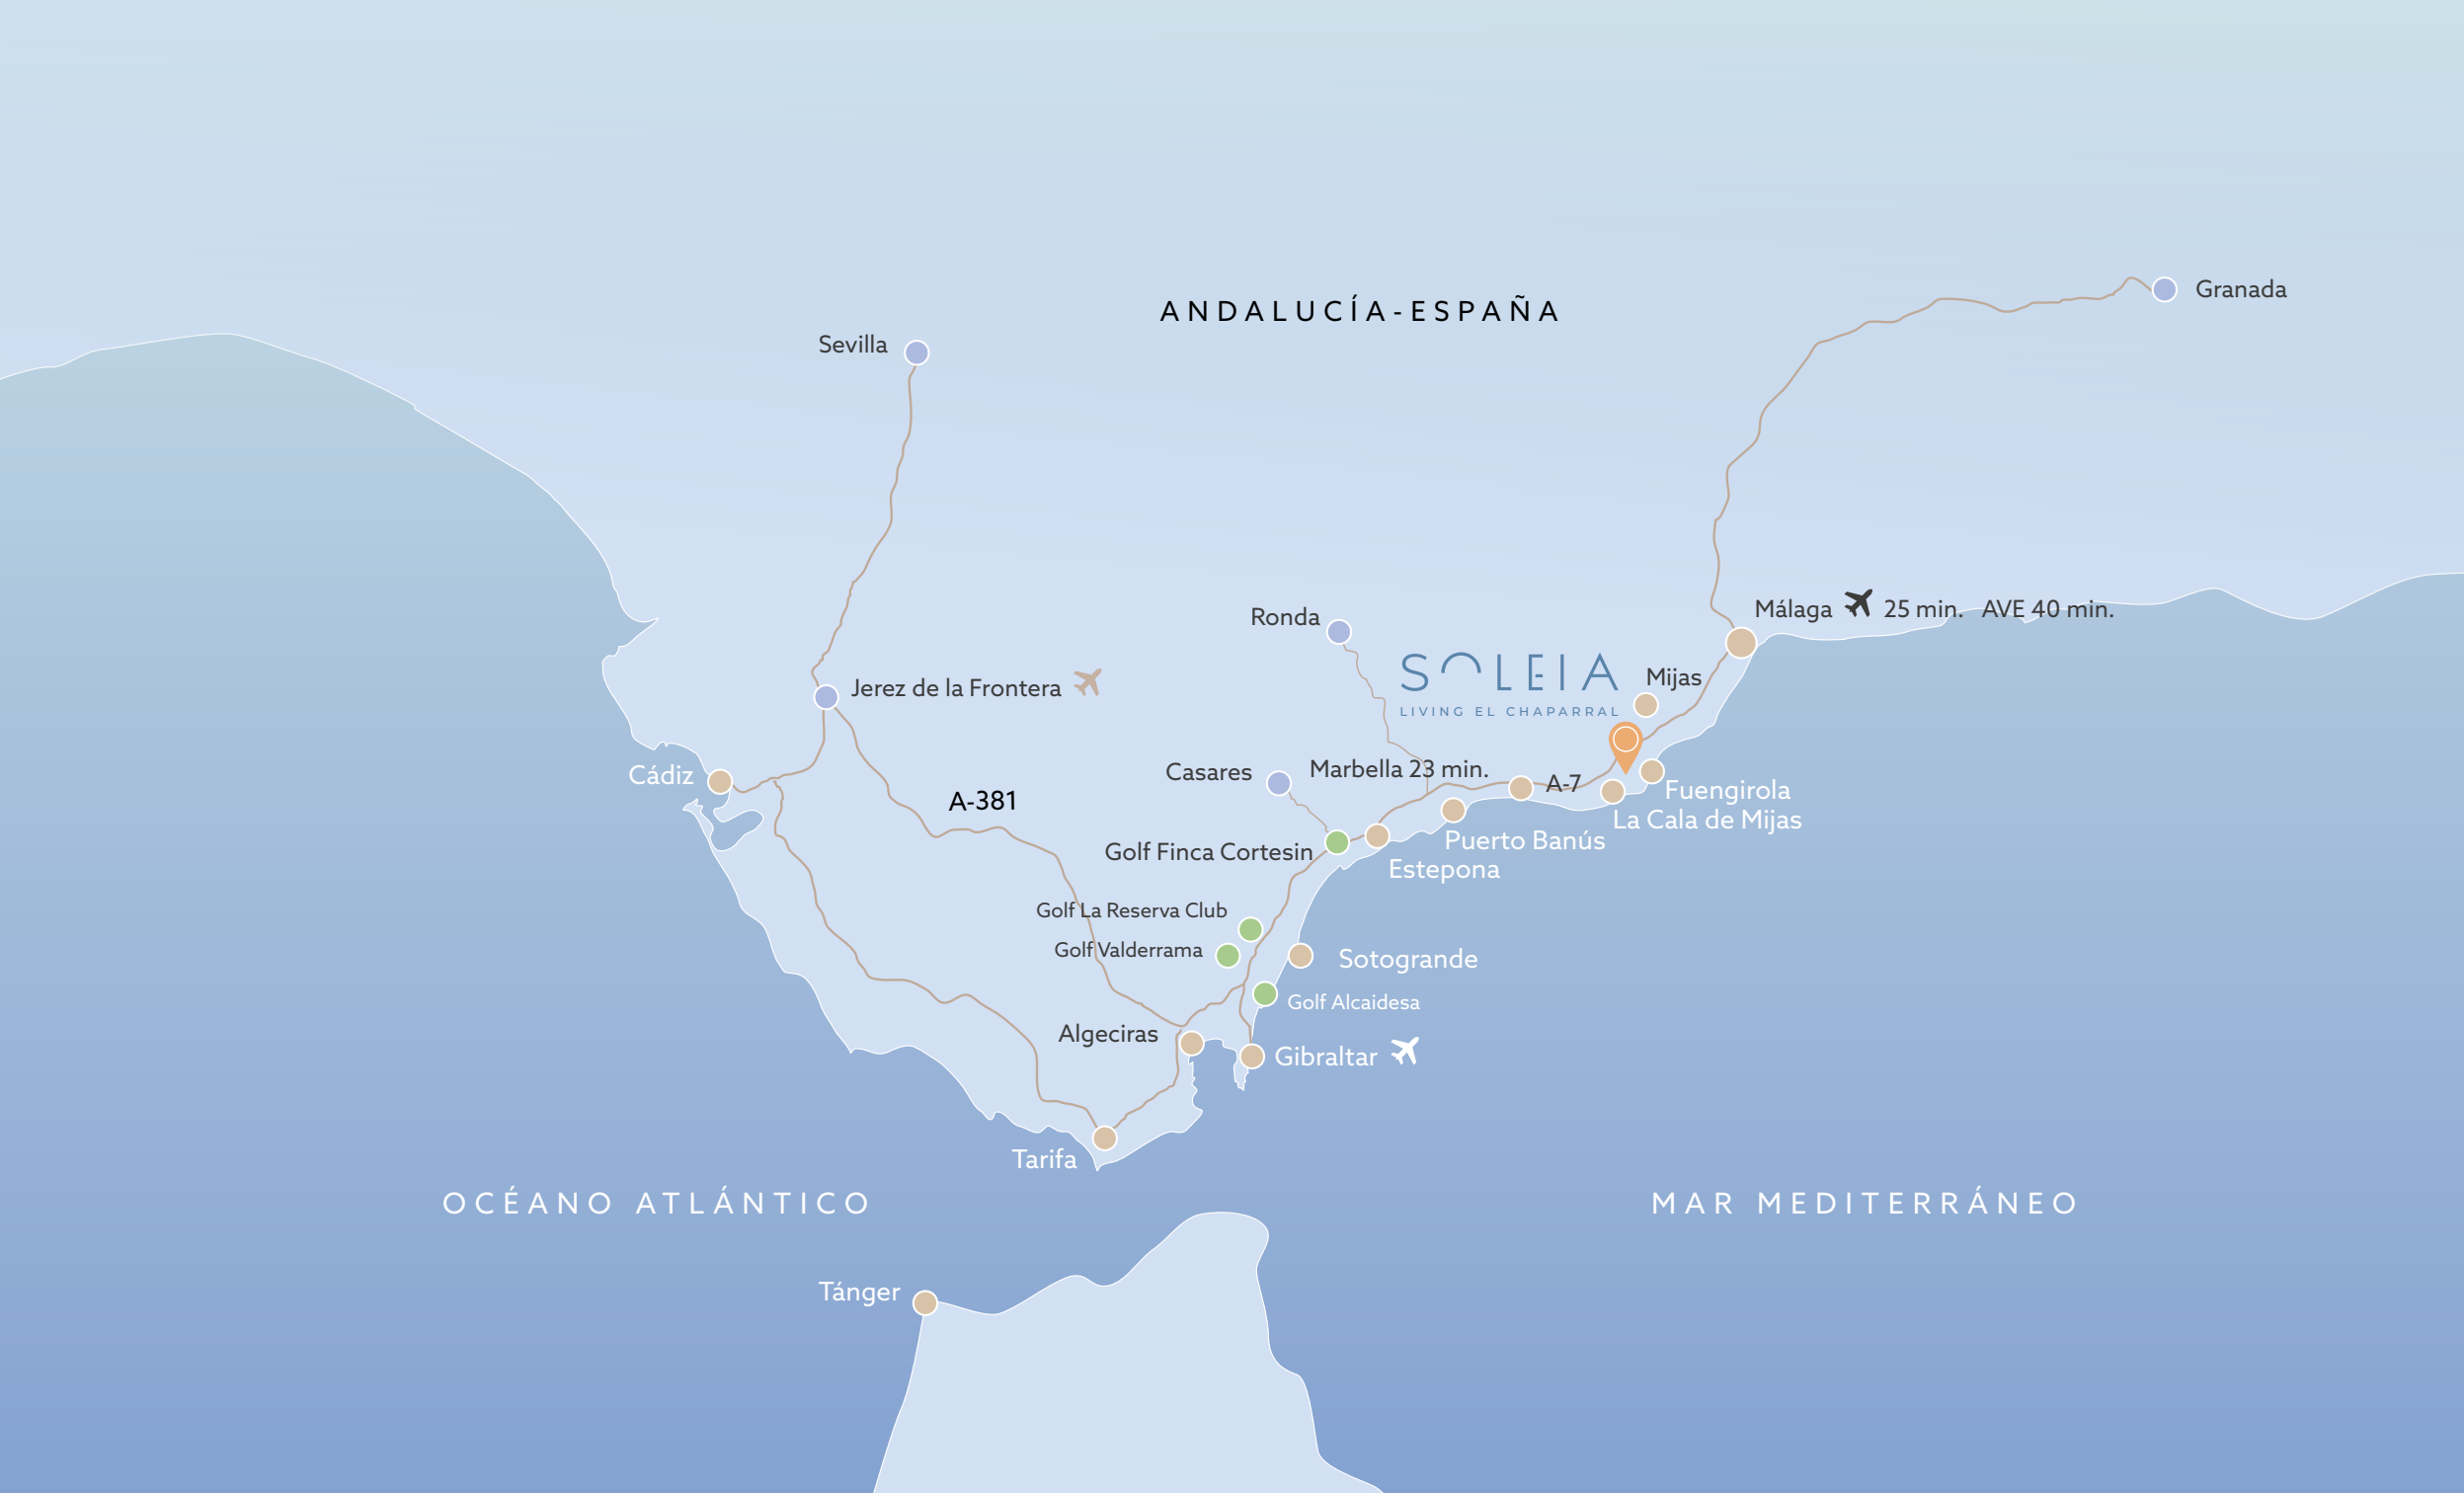 Granada
ANDALUCÍA-ESPAÑA
Sevilla
Málaga 25 min. AVE 40 min.
Ronda
SOLEIA
LIVING EL CHAPARRAL
Mijas
Jerez de la Frontera
Cádiz
Casares
Marbella 23 min.
A-7
Fuengirola
A-381
La Cala de Mijas
Puerto Banús
Golf Finca Cortesin
Estepona
Golf La Reserva Club
Golf Valderrama
Sotogrande
Golf Alcaidesa
Algeciras
Gibraltar
Tarifa
OCÉANO ATLÁNTICO
MAR MEDITERRÁNEO
Tánger